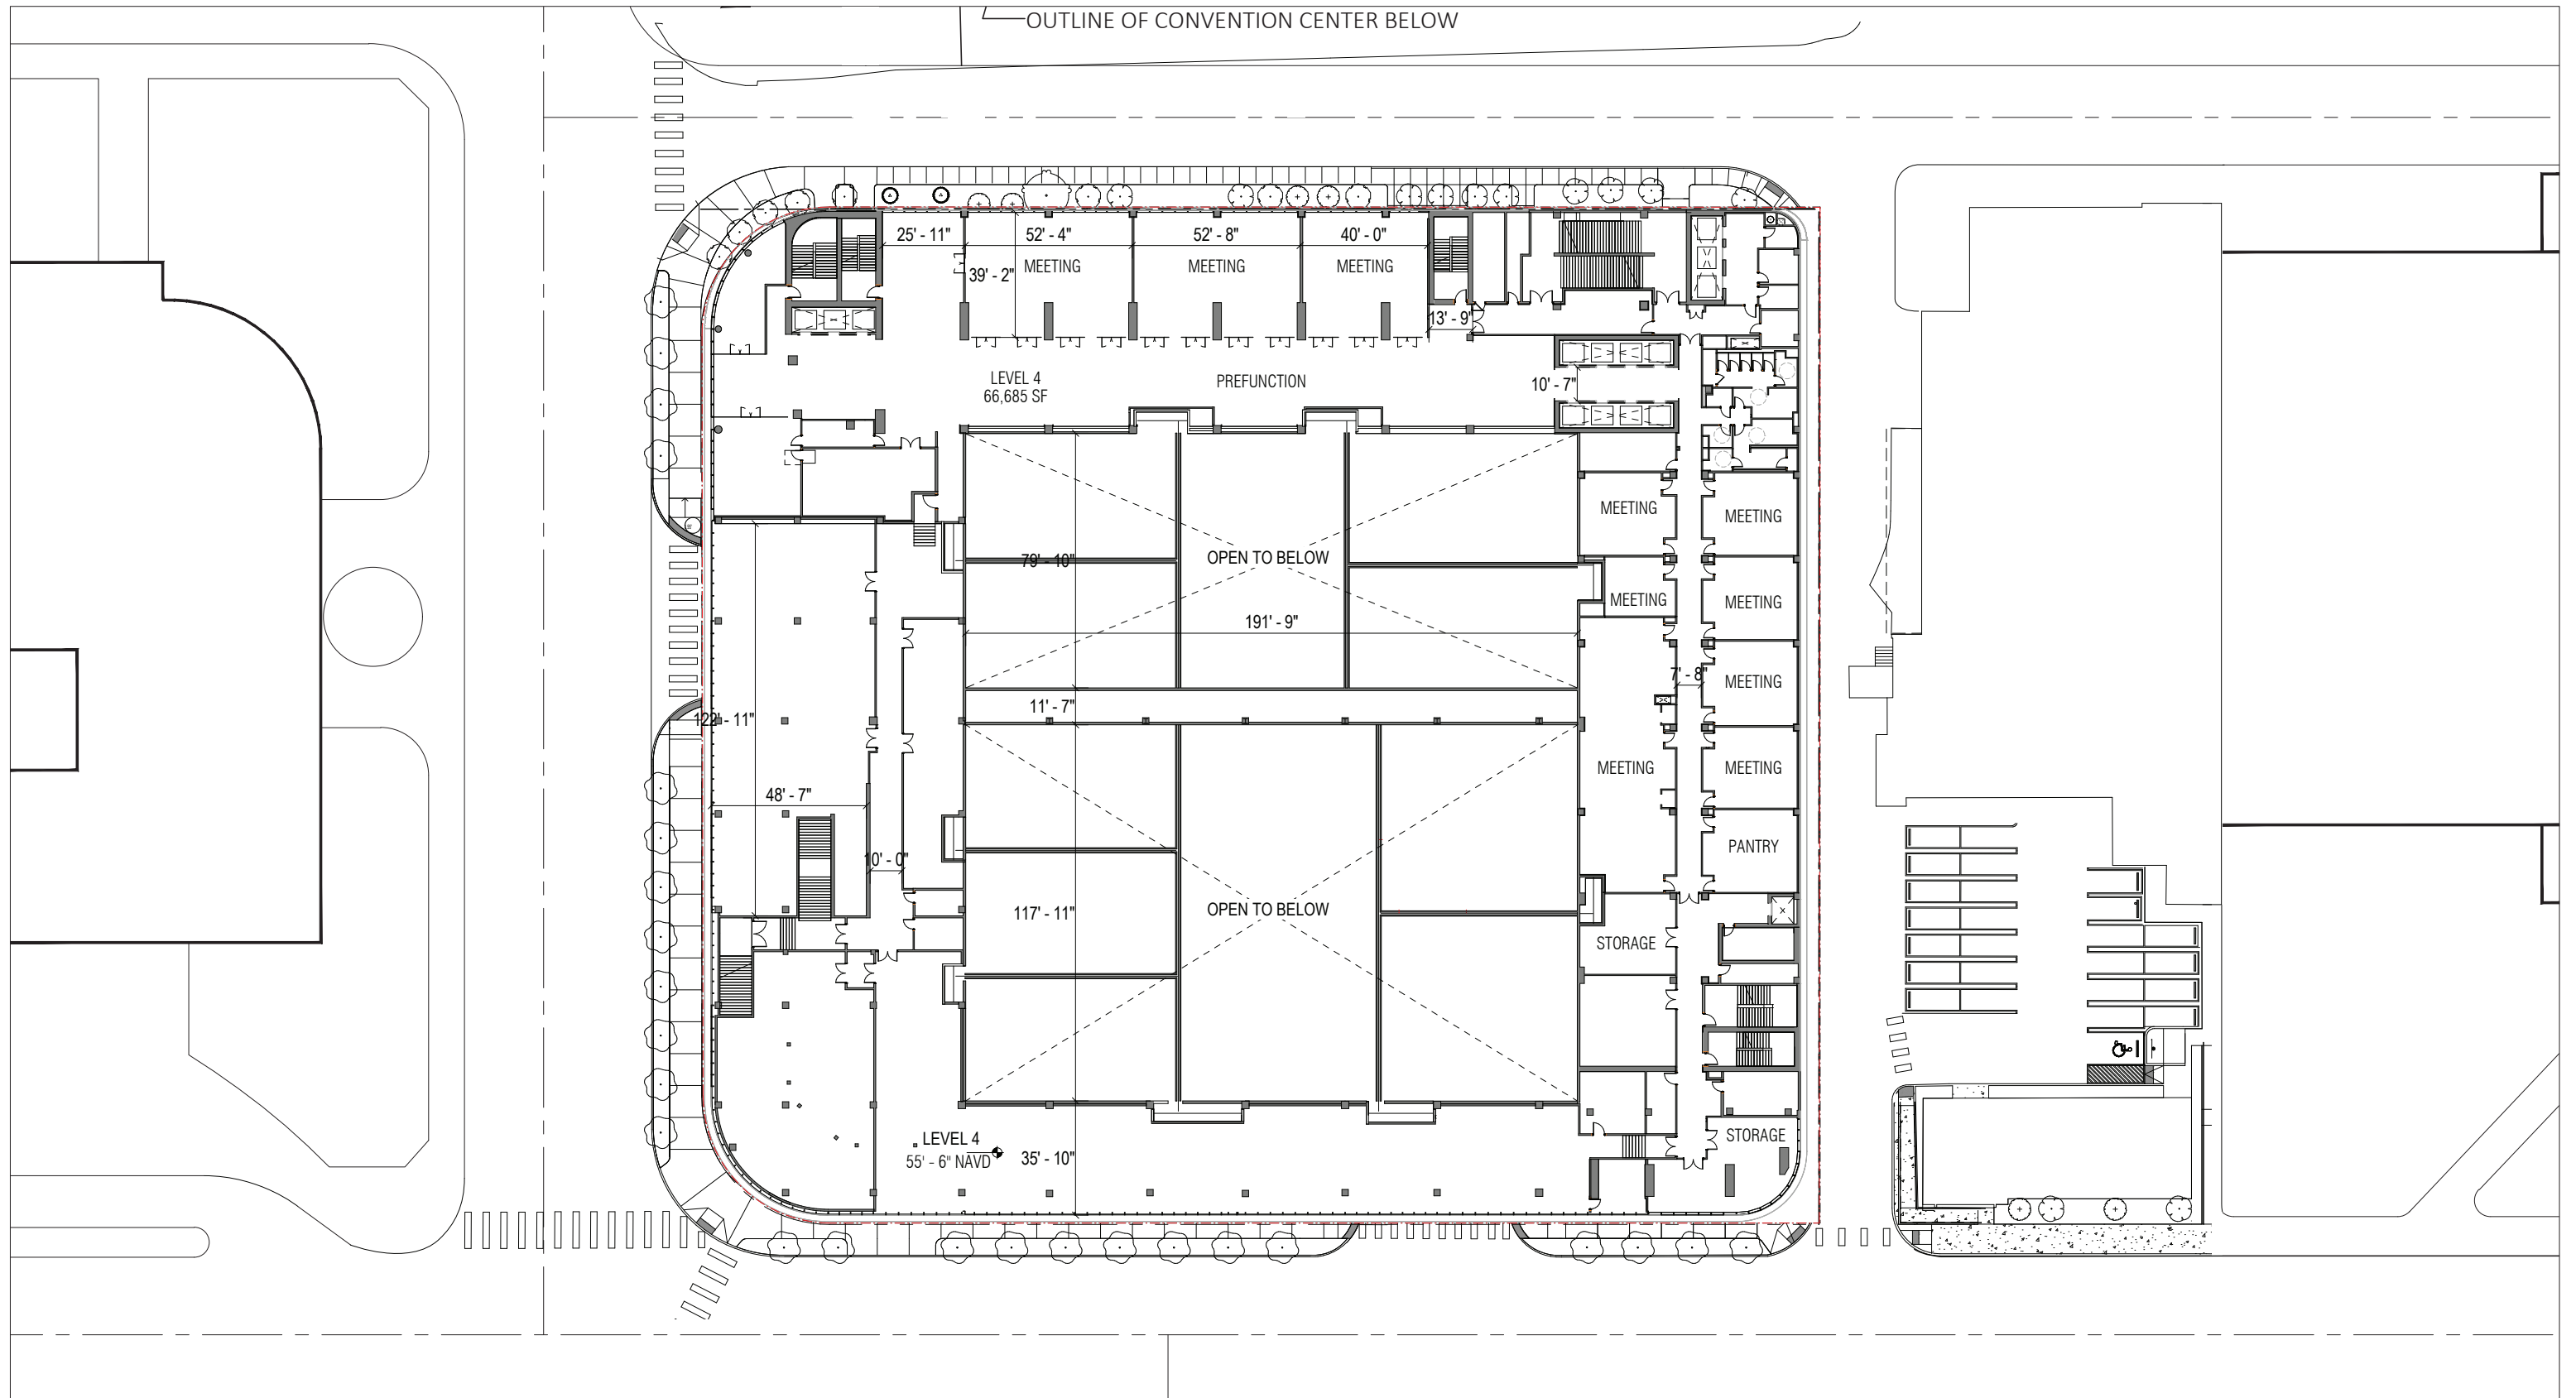 OUTLINE OF CONVENTION CENTER BELOW
25' - 11"
52' - 4"
52' - 8"
40' - 0"
39' - 2"
MEETING
MEETING
MEETING
13' - 9"
LEVEL 4
66,685 SF
PREFUNCTION
10' - 7"
MEETING
MEETING
79' - 10"
OPEN TO BELOW
MEETING
MEETING
191' - 9"
7' - 8"
MEETING
11' - 7"
122' - 11"
MEETING
MEETING
48' - 7"
10' - 0"
PANTRY
117' - 11"
OPEN TO BELOW
STORAGE
LEVEL 4
55' - 6" NAVD
35' - 10"
STORAGE